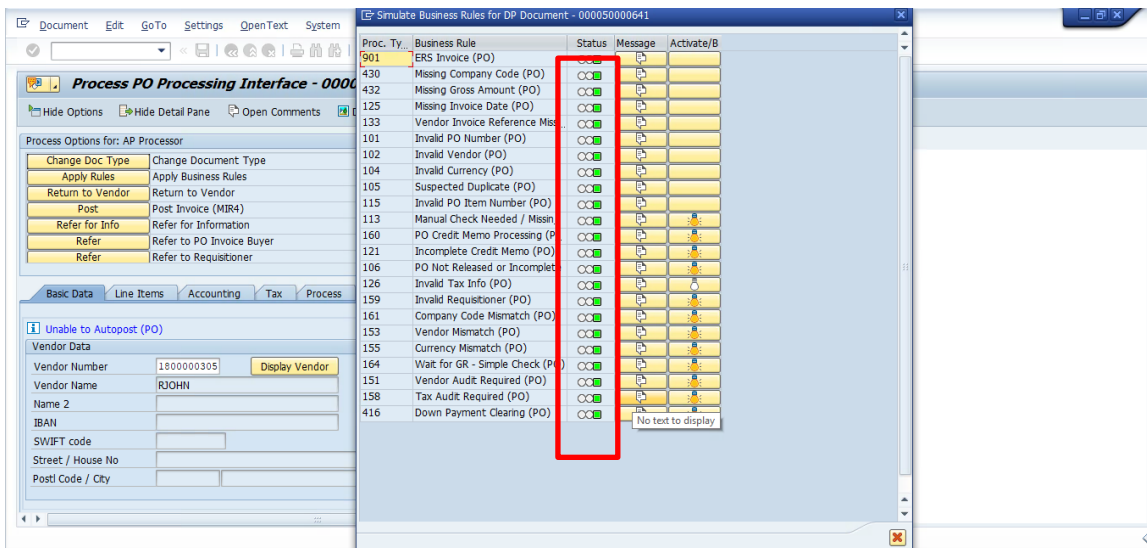 Document Edit GoTo Settings OpenText System
Process PO Processing Interface - 0000
Hide Options Hide Detail Pane Open Comments
Process Options for: AP Processor
Change Doc Type Change Document Type
Apply Rules Apply Business Rules
Return to Vendor Return to Vendor
Post Post Invoice (MIR4)
Refer for Info Refer for Information
Refer Refer to PO Invoice Buyer
Refer Refer to Requisitioner
Basic Data Line Items Accounting Tax Process
Unable to Autopost (PO)
Vendor Data
Vendor Number 1800000305 Display Vendor
Vendor Name RJOHN
Name 2
IBAN
SWIFT code
Street / House No
Postl Code / City
Simulate Business Rules for DP Document - 000050000641
Proc. Ty... Business Rule Status Message Activate/B
901 ERS Invoice (PO)
430 Missing Company Code (PO)
432 Missing Gross Amount (PO)
125 Missing Invoice Date (PO)
133 Vendor Invoice Reference Miss...
101 Invalid PO Number (PO)
102 Invalid Vendor (PO)
104 Invalid Currency (PO)
105 Suspected Duplicate (PO)
115 Invalid PO Item Number (PO)
113 Manual Check Needed / Missin
160 PO Credit Memo Processing (P
121 Incomplete Credit Memo (PO)
106 PO Not Released or Incomplet
126 Invalid Tax Info (PO)
159 Invalid Requisitioner (PO)
161 Company Code Mismatch (PO)
153 Vendor Mismatch (PO)
155 Currency Mismatch (PO)
164 Wait for GR - Simple Check (PO)
151 Vendor Audit Required (PO)
158 Tax Audit Required (PO)
416 Down Payment Clearing (PO)
No text to display